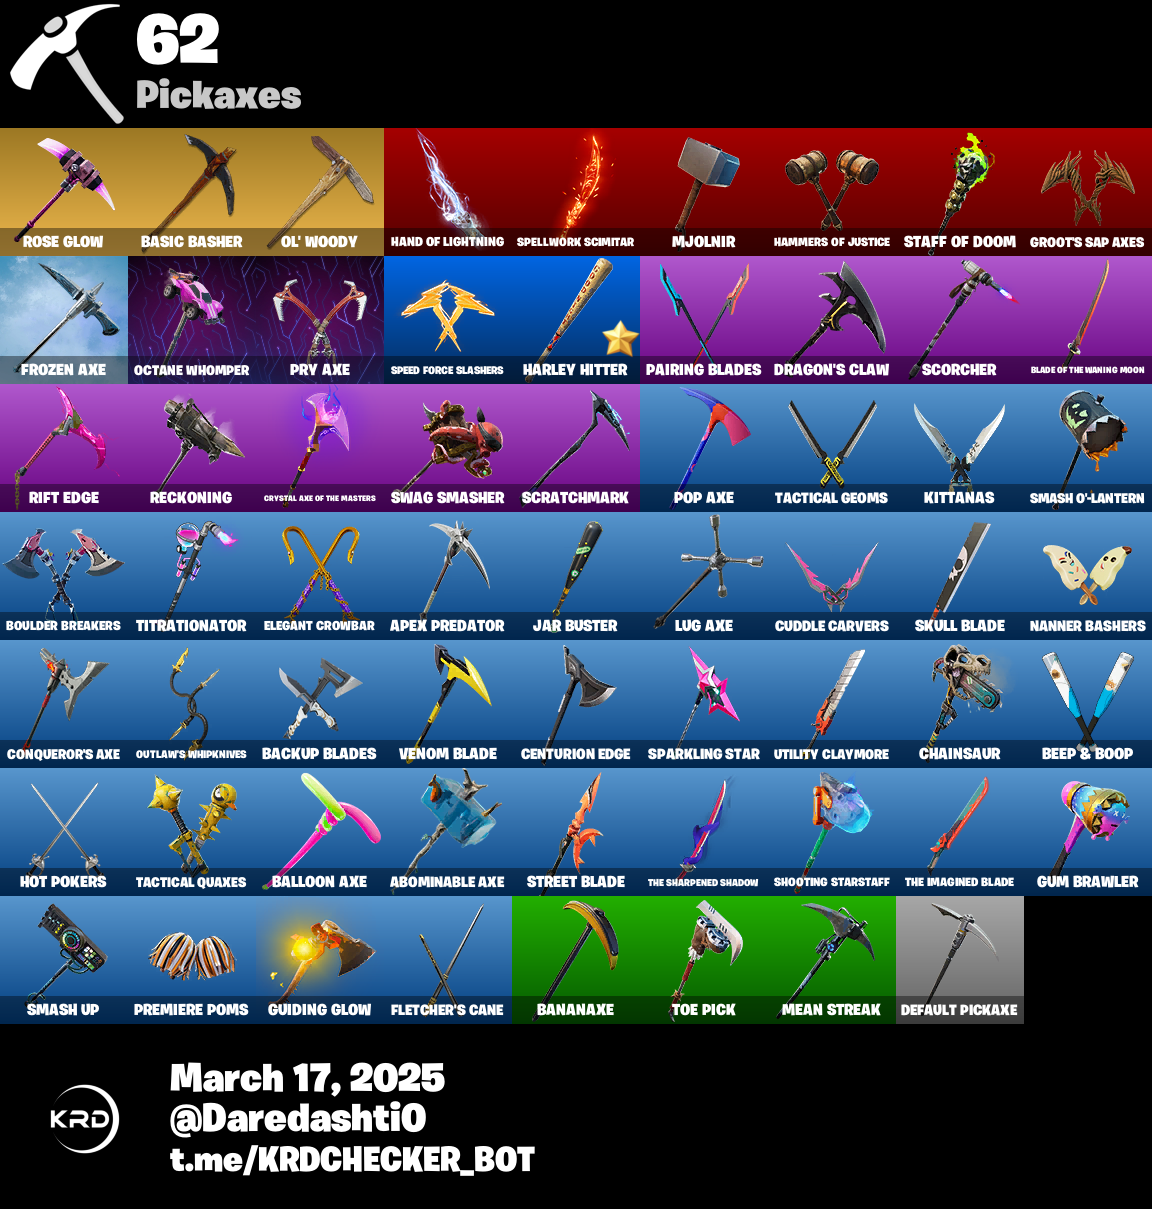 62
Pickaxes
ROSE GLOW BASIC BASHER OL' WOODY HAND OF LIGHTNING SPELLWORK SCIMITAR MJOLNIR HAMMERS OF JUSTICE STAFF OF DOOM GROOT'S SAP AXES
FROZEN AXE OCTANE WHOMPER PRY AXE SPEED FORCE SLASHERS HARLEY HITTER PAIRING BLADES DRAGON'S CLAW SCORCHER BLADE OF THE WANING MOON
RIFT EDGE RECKONING CRYSTAL AXE OF THE MASTERS SWAG SMASHER SCRATCHMARK POP AXE TACTICAL GEOMS KITTANAS SMASH O'-LANTERN
BOULDER BREAKERS TITRATIONATOR ELEGANT CROWBAR APEX PREDATOR JAR BUSTER LUG AXE CUDDLE CARVERS SKULL BLADE NANNER BASHERS
CONQUEROR'S AXE OUTLAW'S WHIPKNIVES BACKUP BLADES VENOM BLADE CENTURION EDGE SPARKLING STAR UTILITY CLAYMORE CHAINSAUR BEEP & BOOP
HOT POKERS TACTICAL QUAXES BALLOON AXE ABOMINABLE AXE STREET BLADE THE SHARPENED SHADOW SHOOTING STARSTAFF THE IMAGINED BLADE GUM BRAWLER
SMASH UP PREMIERE POMS GUIDING GLOW FLETCHER'S CANE BANANAXE TOE PICK MEAN STREAK DEFAULT PICKAXE
March 17, 2025
KRD
@Daredashti0
t.me/KRDCHECKER_BOT